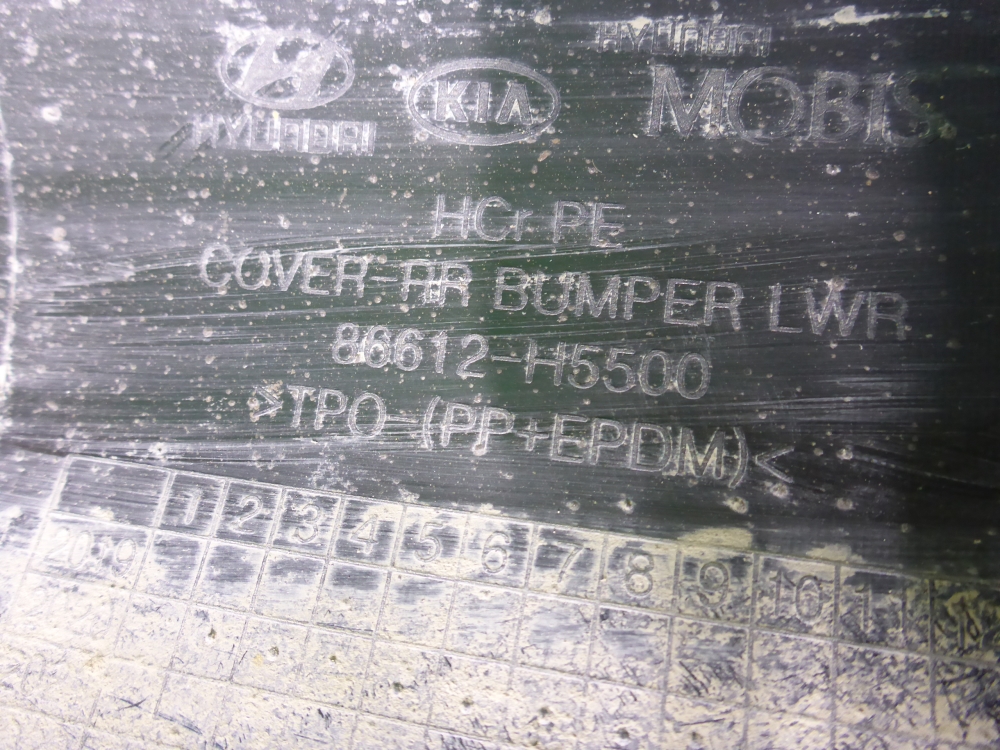 HYUNDAI
HYUNDAI KIA MOBIS
HCr PE
COVER-RR BUMPER LWR
86612-H5500
>TPO-(PP+EPDM)<
1 2 3 4 5 6 7 8 9 10 11 12